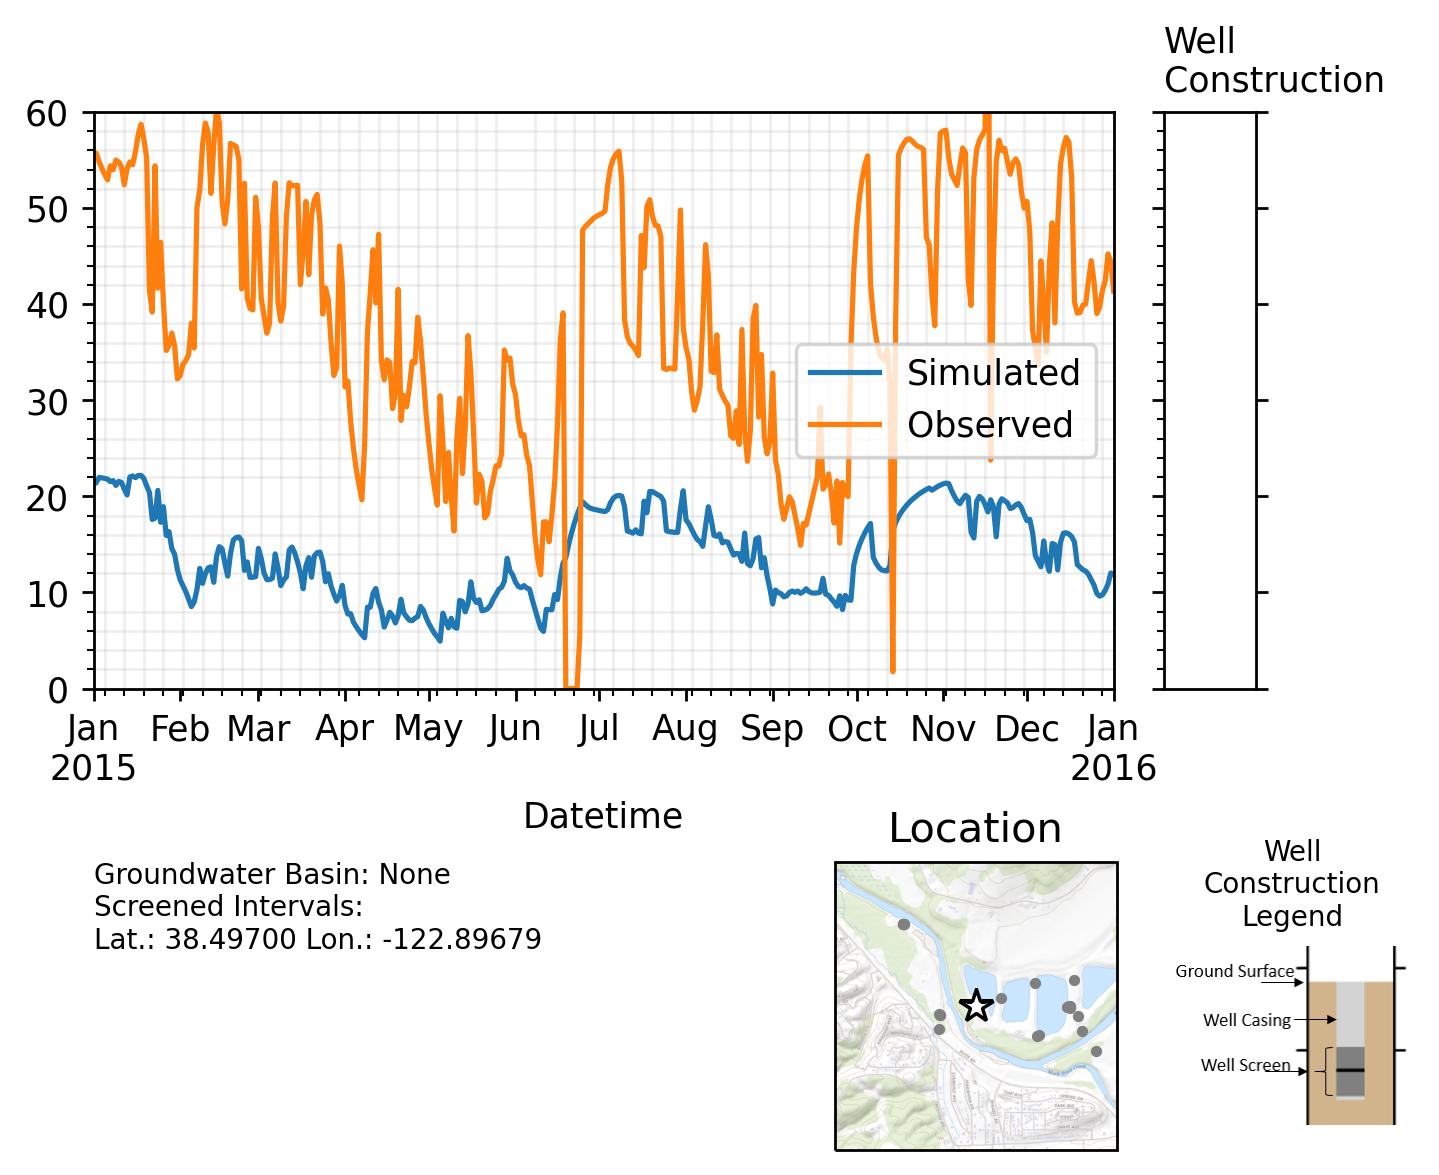 Well
Construction
60
50
40
30
20
10
0
Simulated
Observed
Jan Feb Mar Apr May Jun Jul Aug Sep Oct Nov Dec Jan
2015 2016
Datetime
Groundwater Basin: None
Screened Intervals:
Lat.: 38.49700 Lon.: -122.89679
Location
Well
Construction
Legend
Ground Surface
Well Casing
Well Screen